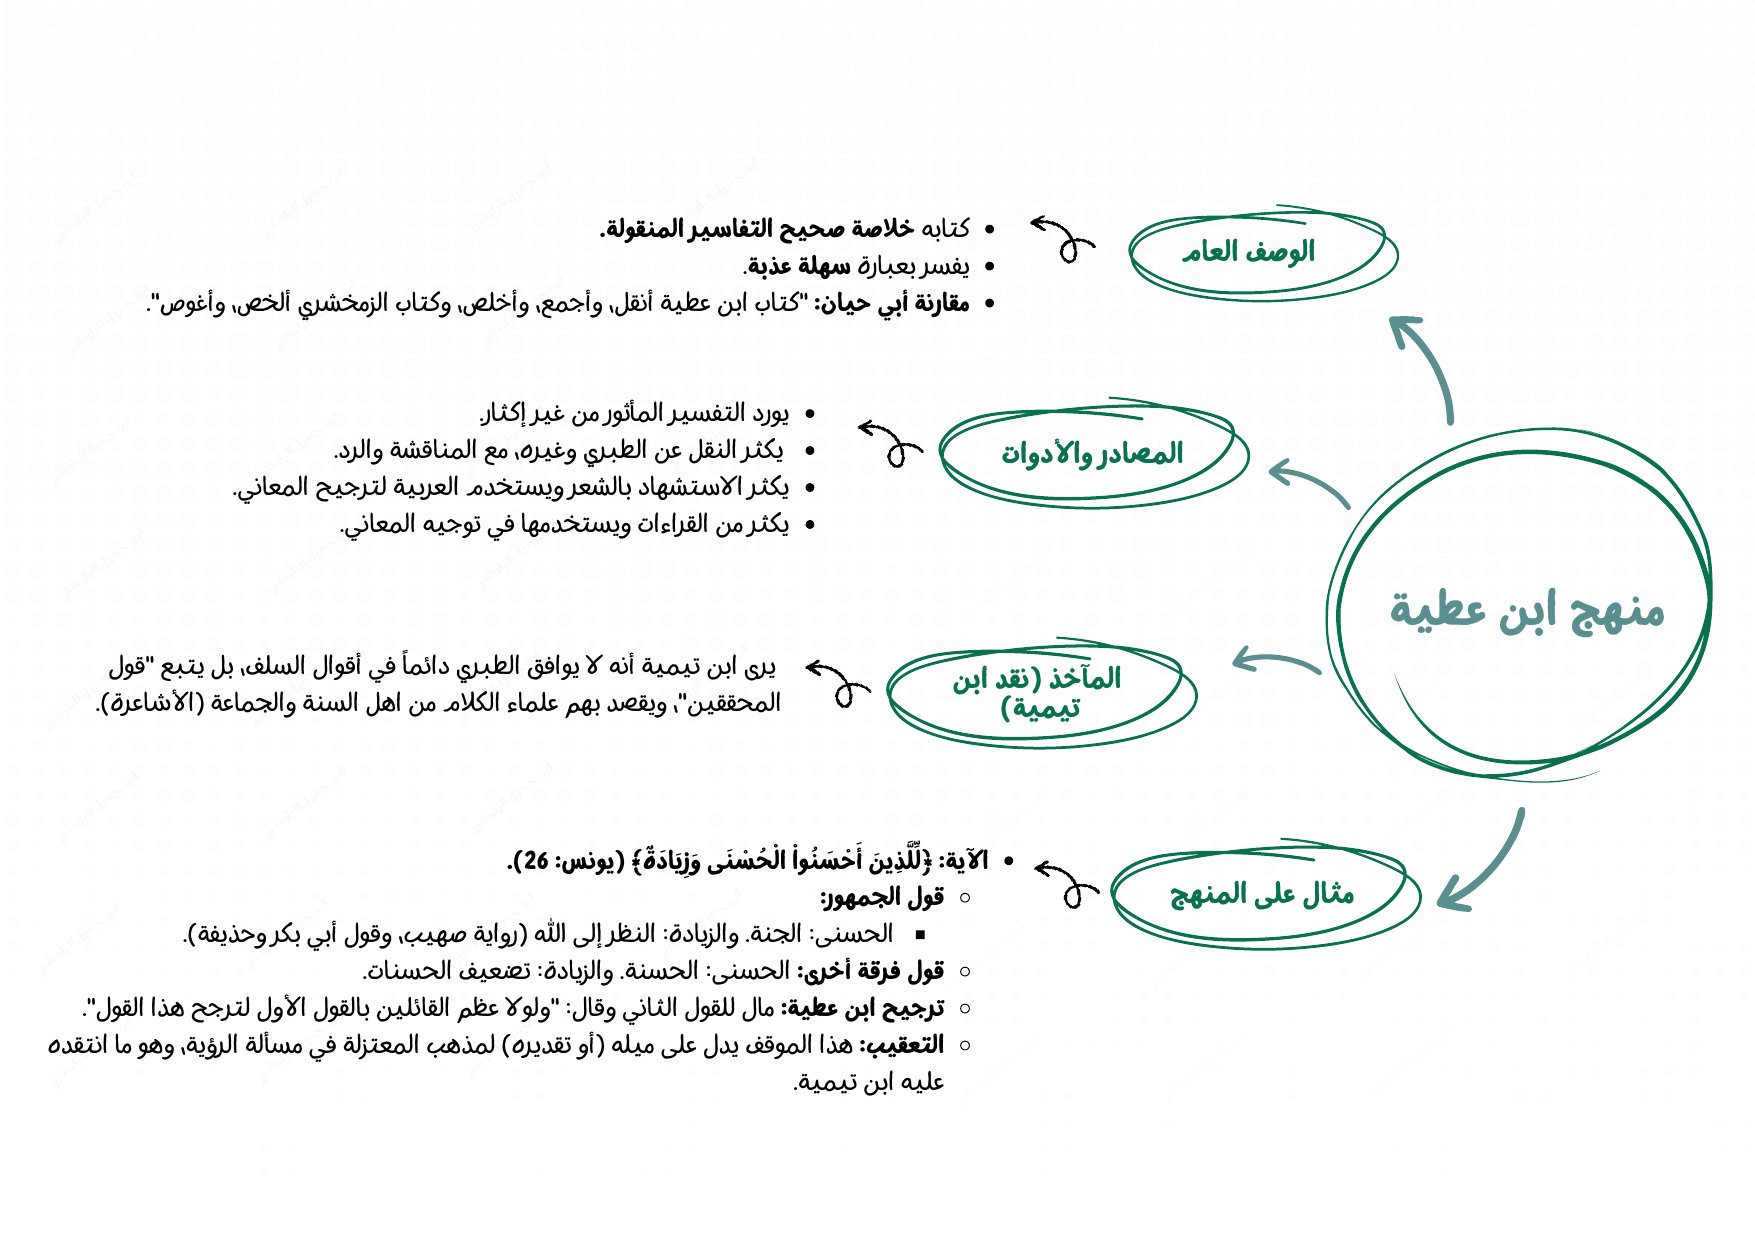 منهج ابن عطية
الوصف العام
كتابه خلاصة صحيح التفاسير المنقولة.
يفسر بعبارة سهلة عذبة.
مقارنة أبي حيان: "كتاب ابن عطية أنقل، وأجمع، وأخلص، وكتاب الزمخشري ألخص، وأغوص".
المصادر والأدوات
يورد التفسير المأثور من غير إكثار.
يكثر النقل عن الطبري وغيره، مع المناقشة والرد.
يكثر الاستشهاد بالشعر ويستخدم العربية لترجيح المعاني.
يكثر من القراءات ويستخدمها في توجيه المعاني.
المآخذ (نقد ابن
تيمية)
يرى ابن تيمية أنه لا يوافق الطبري دائماً في أقوال السلف، بل يتبع "قول
المحققين"، ويقصد بهم علماء الكلام من اهل السنة والجماعة (الأشاعرة).
مثال على المنهج
الآية: ﴿لِّلَّذِينَ أَحْسَنُواْ الْحُسْنَى وَزِيَادَةٌ﴾ (يونس: 26).
قول الجمهور:
الحسنى: الجنة. والزيادة: النظر إلى الله (رواية صهيب، وقول أبي بكر وحذيفة).
قول فرقة أخرى: الحسنى: الحسنة. والزيادة: تضعيف الحسنات.
ترجيح ابن عطية: مال للقول الثاني وقال: "ولولا عظم القائلين بالقول الأول لترجح هذا القول".
التعقيب: هذا الموقف يدل على ميله (أو تقديره) لمذهب المعتزلة في مسألة الرؤية، وهو ما انتقده
عليه ابن تيمية.